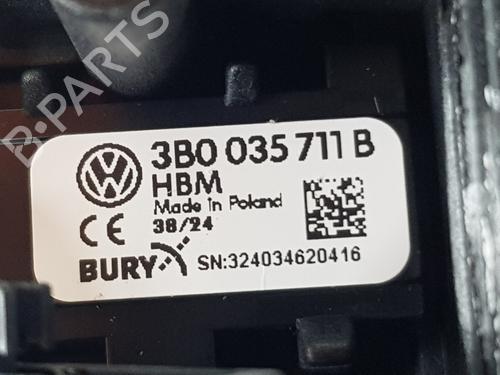 B-PARTS
3B0 035 711 B
HBM
Made in Poland
38/24
CE
BURY
SN:324034620416